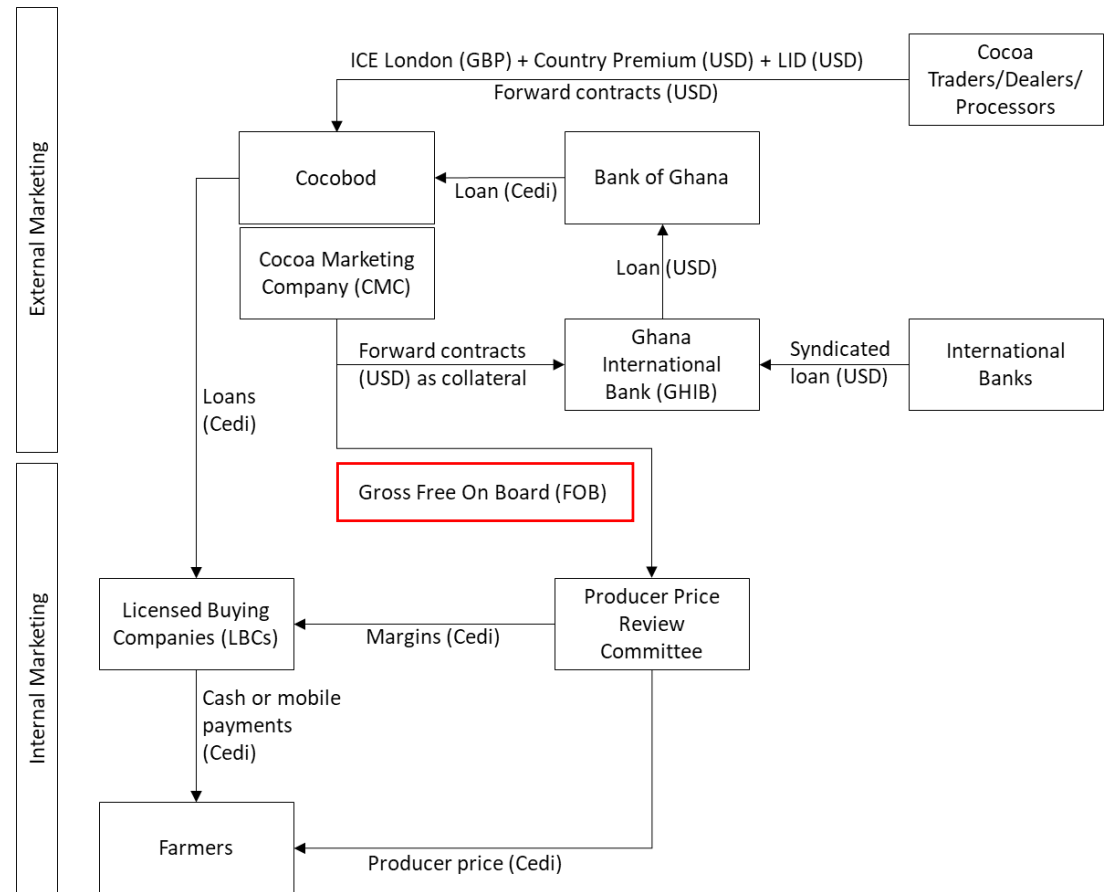 External Marketing
ICE London (GBP) + Country Premium (USD) + LID (USD)
Forward contracts (USD)
Cocoa
Traders/Dealers/
Processors
Cocobod
Loan (Cedi)
Bank of Ghana
Cocoa Marketing
Company (CMC)
Loan (USD)
Forward contracts
(USD) as collateral
Ghana
International
Bank (GHIB)
Syndicated
loan (USD)
International
Banks
Loans
(Cedi)
Gross Free On Board (FOB)
Internal Marketing
Licensed Buying
Companies (LBCs)
Margins (Cedi)
Producer Price
Review
Committee
Cash or mobile
payments
(Cedi)
Farmers
Producer price (Cedi)